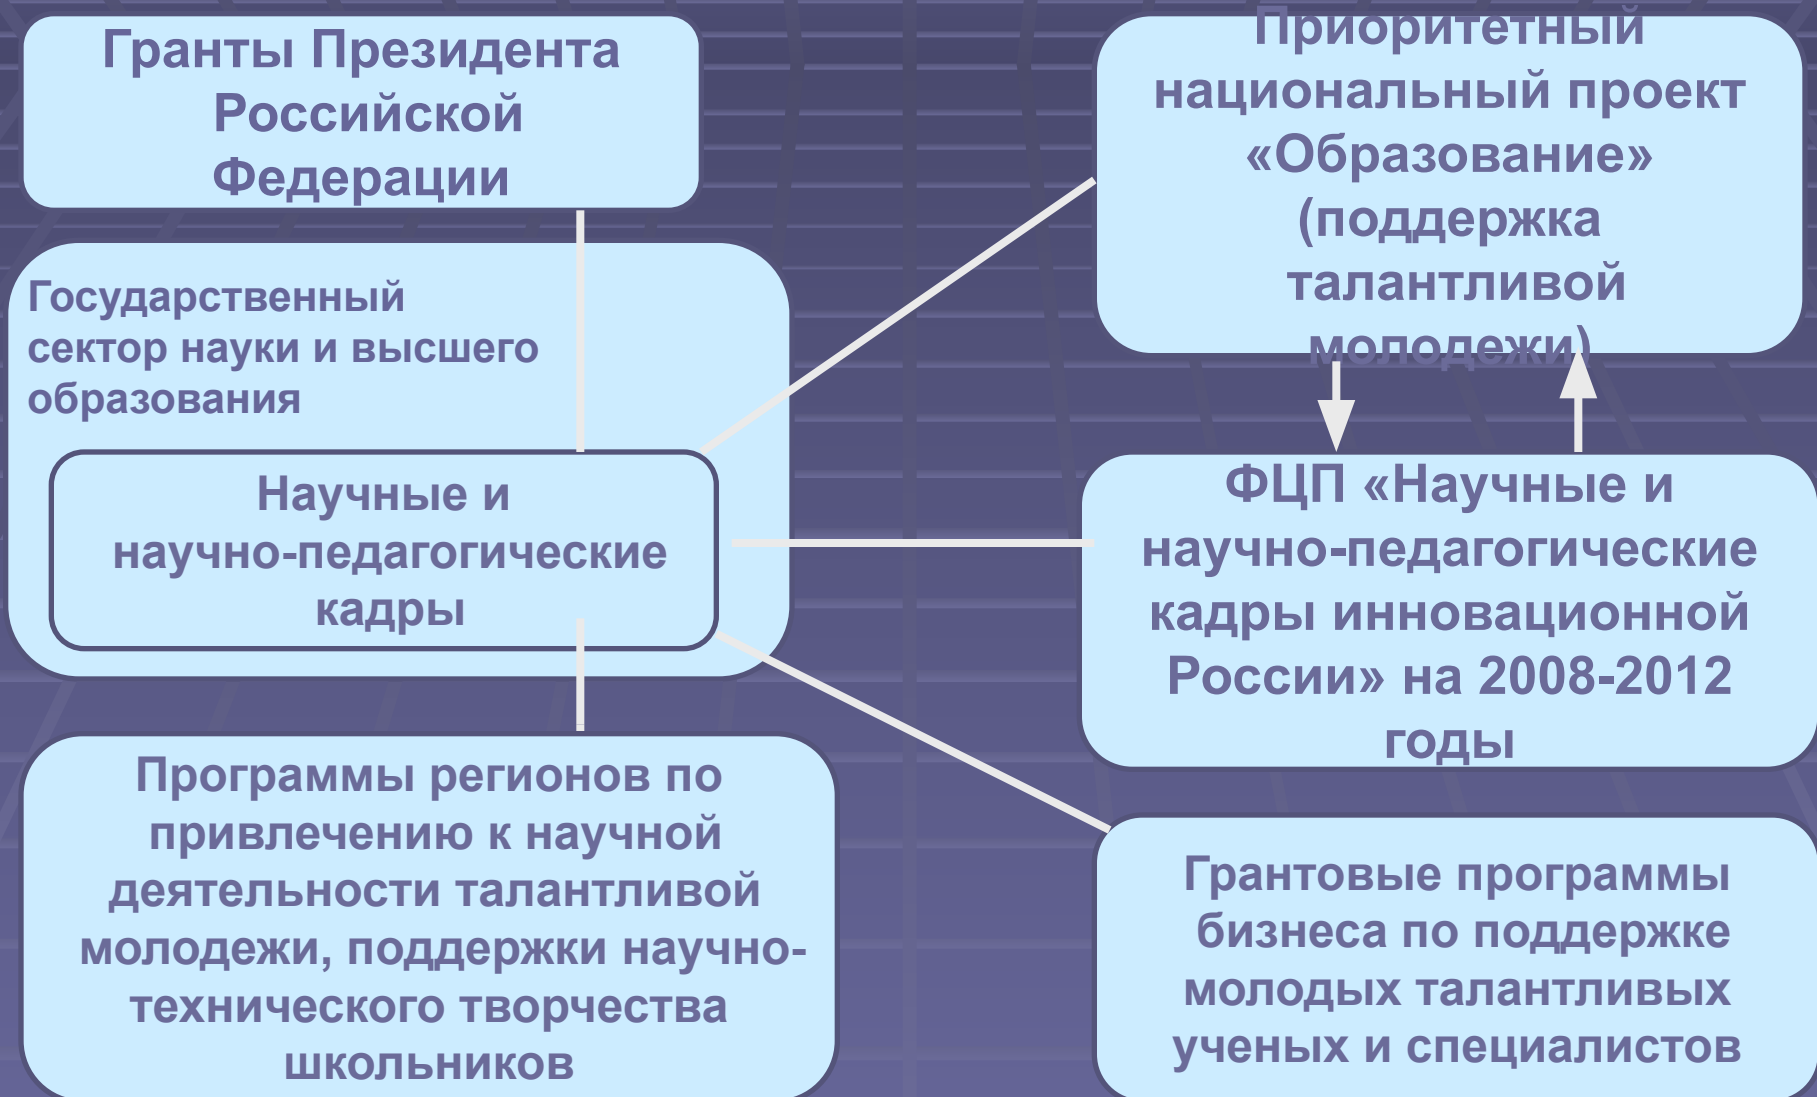 Гранты Президента
Российской
Федерации
Государственный
сектор науки и высшего
образования
Научные и
научно-педагогические
кадры
Программы регионов по
привлечению к научной
деятельности талантливой
молодежи, поддержки научно-
технического творчества
школьников
Приоритетный
национальный проект
«Образование»
(поддержка
талантливой
молодежи)
ФЦП «Научные и
научно-педагогические
кадры инновационной
России» на 2008-2012
годы
Грантовые программы
бизнеса по поддержке
молодых талантливых
ученых и специалистов